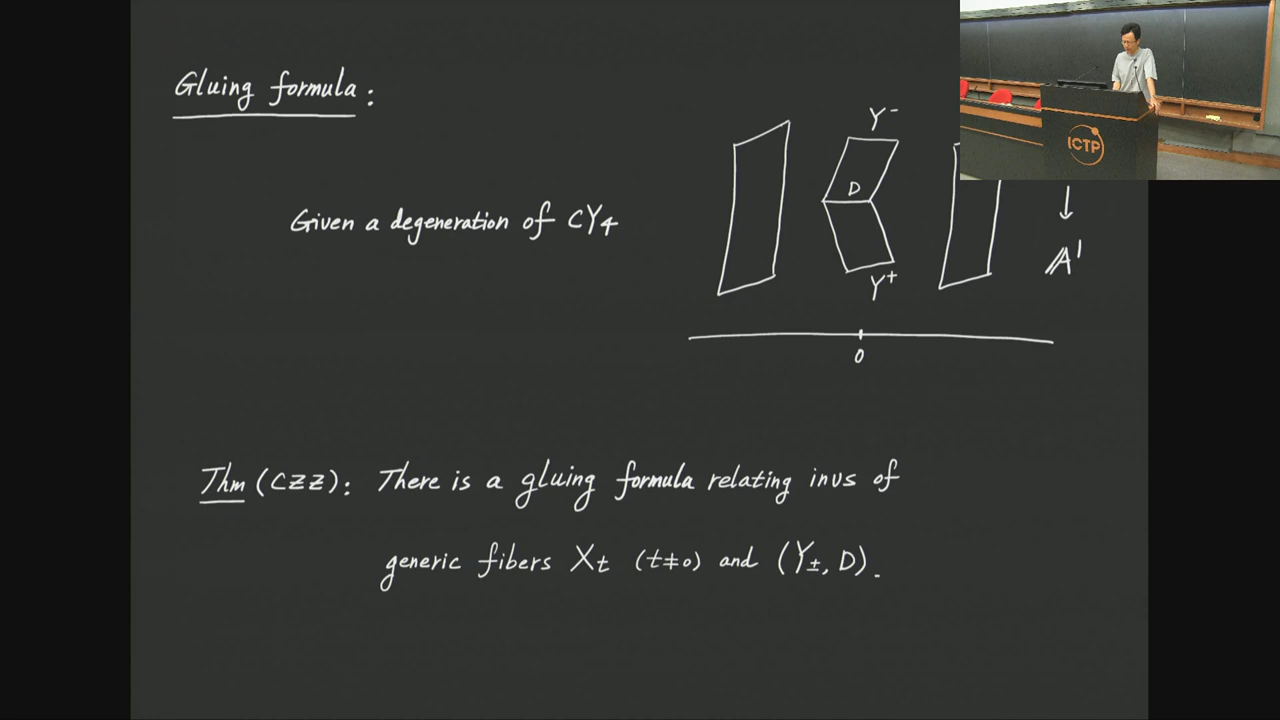 Gluing formula:
Given a degeneration of CY4
Y⁻
D
Y⁺
𝔸¹
0
Thm (CZZ): There is a gluing formula relating invs of
generic fibers Xt (t≠0) and (Y±, D).
ICTP